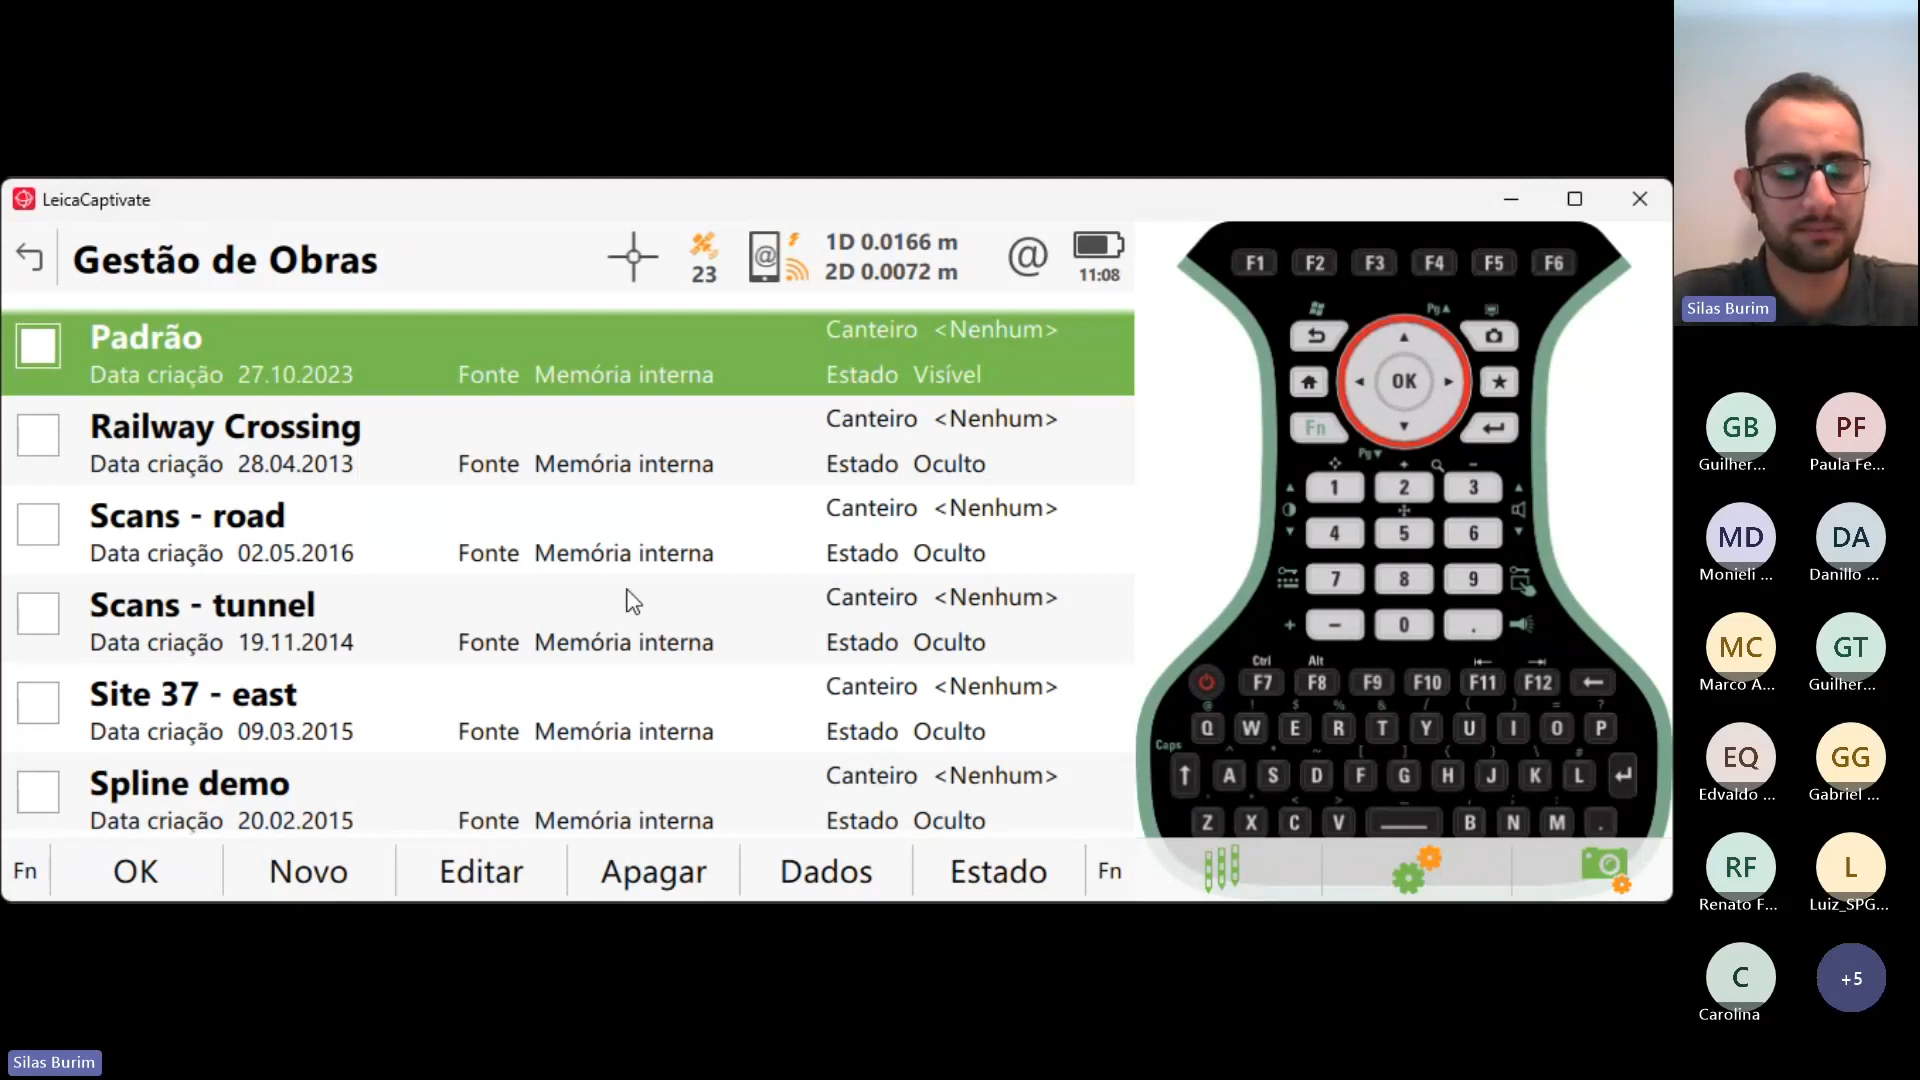 LeicaCaptivate
Gestão de Obras
23
1D 0.0166 m
2D 0.0072 m
11:08
Padrão
Canteiro <Nenhum>
Data criação 27.10.2023 Fonte Memória interna Estado Visível
Railway Crossing
Canteiro <Nenhum>
Data criação 28.04.2013 Fonte Memória interna Estado Oculto
Scans - road
Canteiro <Nenhum>
Data criação 02.05.2016 Fonte Memória interna Estado Oculto
Scans - tunnel
Canteiro <Nenhum>
Data criação 19.11.2014 Fonte Memória interna Estado Oculto
Site 37 - east
Canteiro <Nenhum>
Data criação 09.03.2015 Fonte Memória interna Estado Oculto
Spline demo
Canteiro <Nenhum>
Data criação 20.02.2015 Fonte Memória interna Estado Oculto
Fn OK Novo Editar Apagar Dados Estado Fn
F1 F2 F3 F4 F5 F6
Pg
OK
Fn
Pg
1 2 3
4 5 6
7 8 9
- 0 .
Ctrl Alt
F7 F8 F9 F10 F11 F12
Q W E R T Y U I O P
Caps
A S D F G H J K L
Z X C V B N M .
Silas Burim
GB PF
Guilher... Paula Fe...
MD DA
Monieli ... Danillo ...
MC GT
Marco A... Guilher...
EQ GG
Edvaldo ... Gabriel ...
RF L
Renato F... Luiz_SPG...
C +5
Carolina
Silas Burim